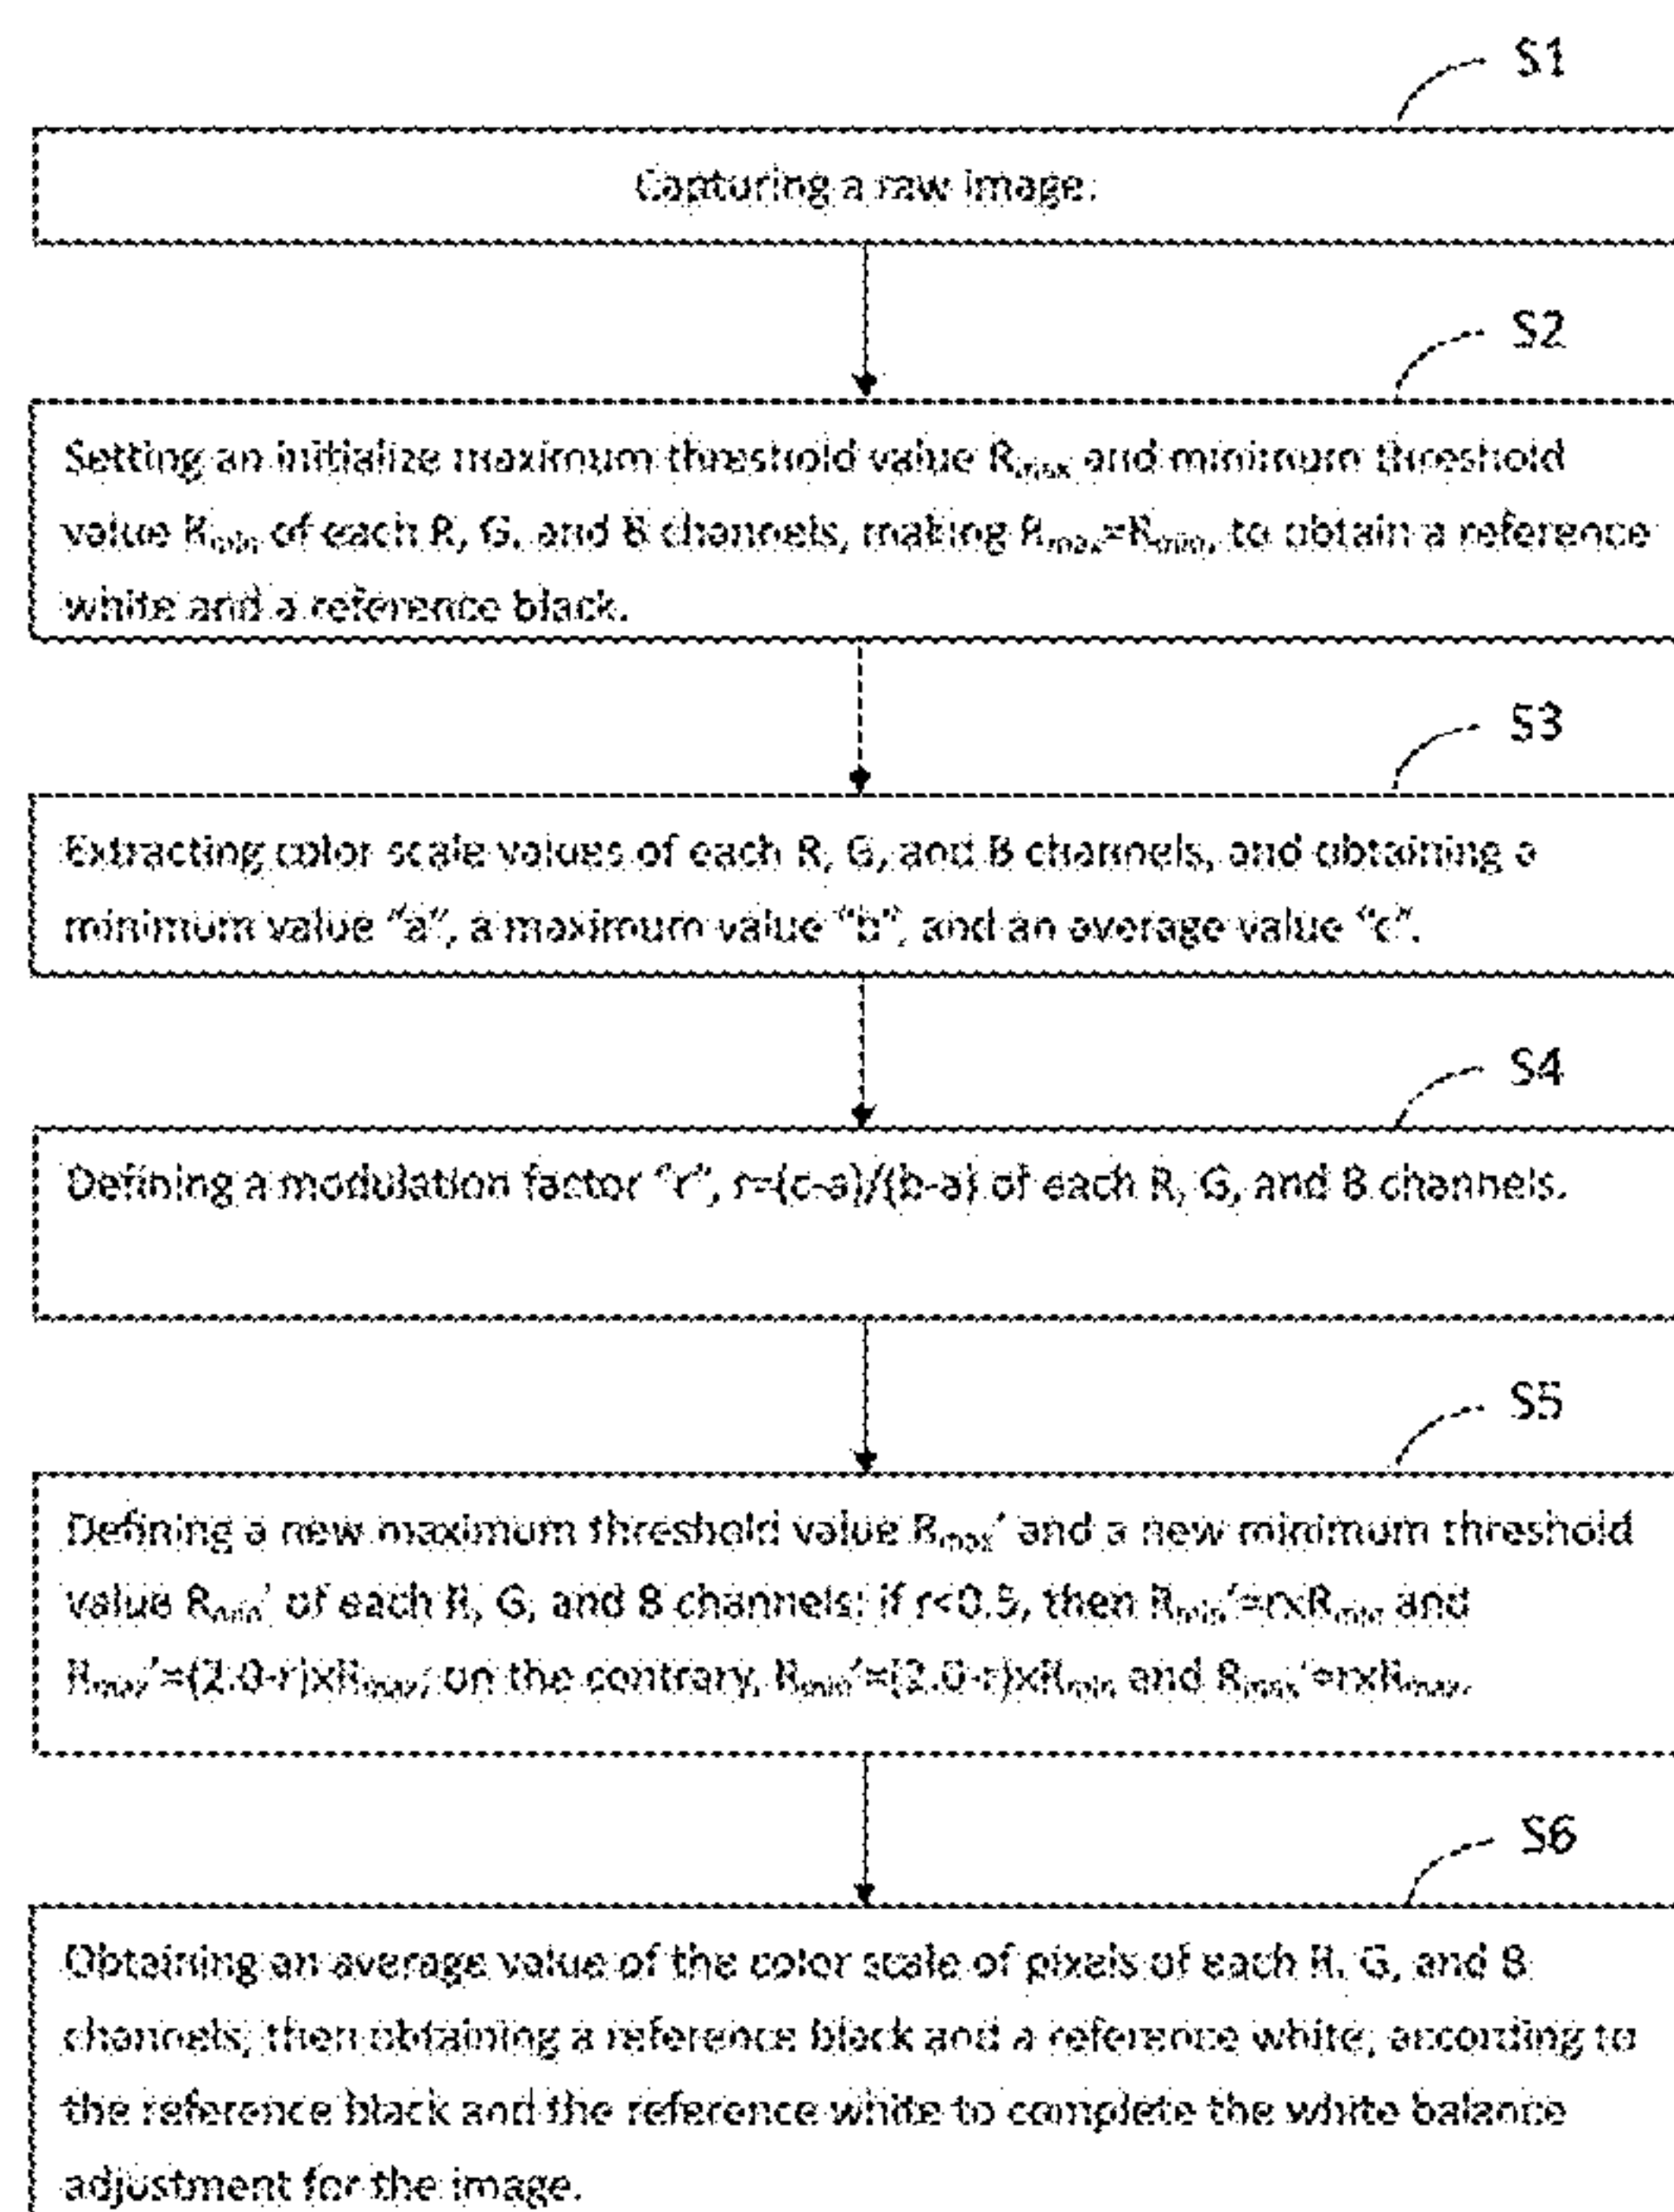 S1
Capturing a raw image.
S2
Setting an initialize maximum threshold value Rmax and minimum threshold
value Rmin of each R, G, and B channels, making Rmax=Rmin, to obtain a reference
white and a reference black.
S3
Extracting color scale values of each R, G, and B channels, and obtaining a
minimum value “a”, a maximum value “b”, and an average value “c”.
S4
Defining a modulation factor “r”, r=(c-a)/(b-a) of each R, G, and B channels.
S5
Defining a new maximum threshold value Rmax’ and a new minimum threshold
value Rmin’ of each R, G, and B channels; if r<0.5, then Rmin’=rxRmin and
Rmax’=(2.0-r)xRmax, on the contrary, Rmin’=(2.0-r)xRmin and Rmax’=rxRmax.
S6
Obtaining an average value of the color scale of pixels of each R, G, and B
channels, then obtaining a reference black and a reference white, according to
the reference black and the reference white to complete the white balance
adjustment for the image.